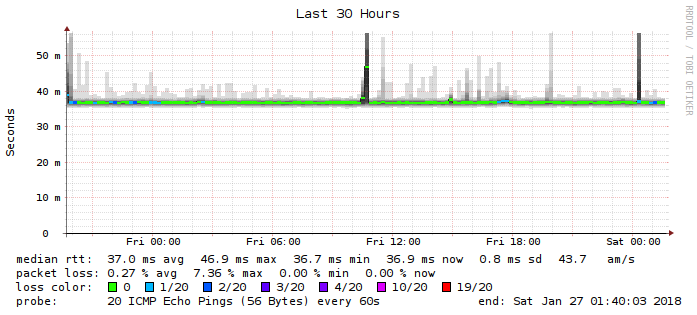 Last 30 Hours
RRDTOOL / TOBI OETIKER
Seconds
50 m
40 m
30 m
20 m
10 m
0
Fri 00:00 Fri 06:00 Fri 12:00 Fri 18:00 Sat 00:00
median rtt: 37.0 ms avg 46.9 ms max 36.7 ms min 36.9 ms now 0.8 ms sd 43.7 am/s
packet loss: 0.27 % avg 7.36 % max 0.00 % min 0.00 % now
loss color: 0 1/20 2/20 3/20 4/20 10/20 19/20
probe: 20 ICMP Echo Pings (56 Bytes) every 60s end: Sat Jan 27 01:40:03 2018